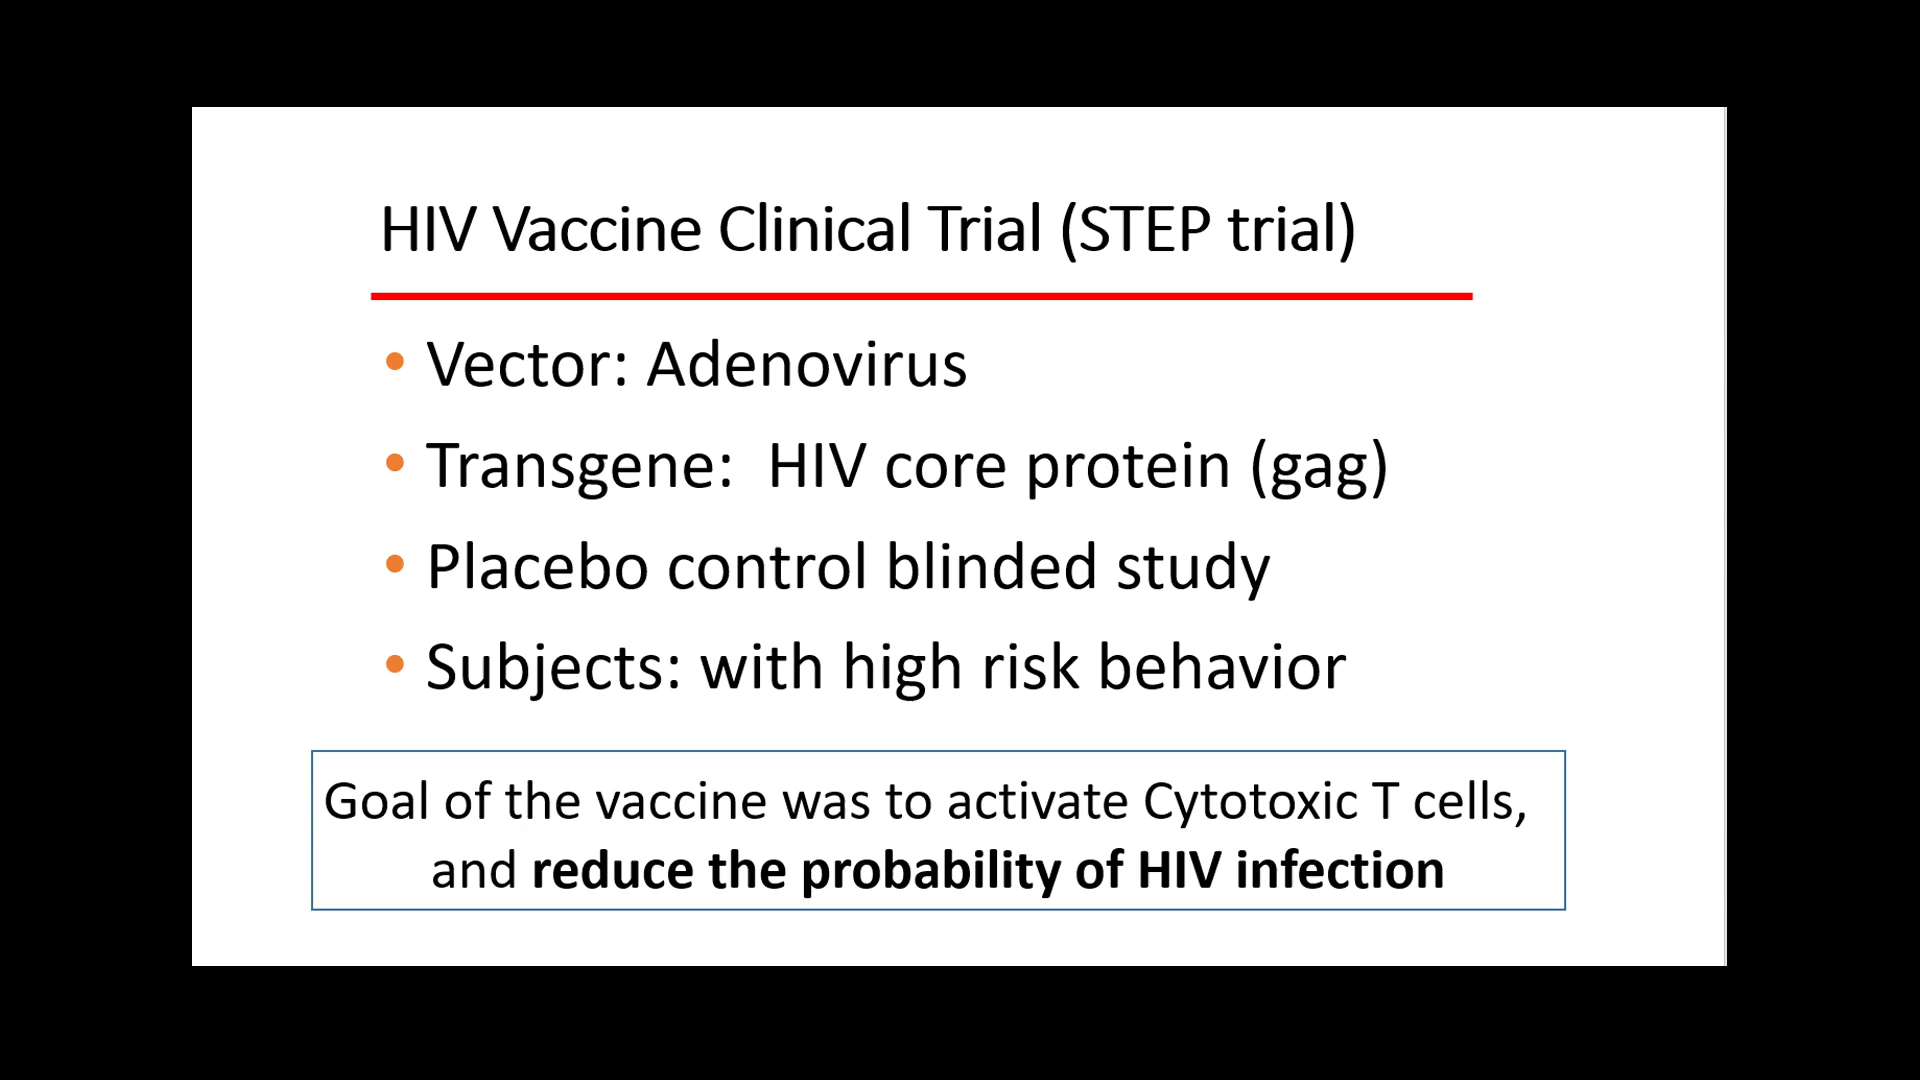 HIV Vaccine Clinical Trial (STEP trial)
• Vector: Adenovirus
• Transgene:  HIV core protein (gag)
• Placebo control blinded study
• Subjects: with high risk behavior
Goal of the vaccine was to activate Cytotoxic T cells,
and reduce the probability of HIV infection